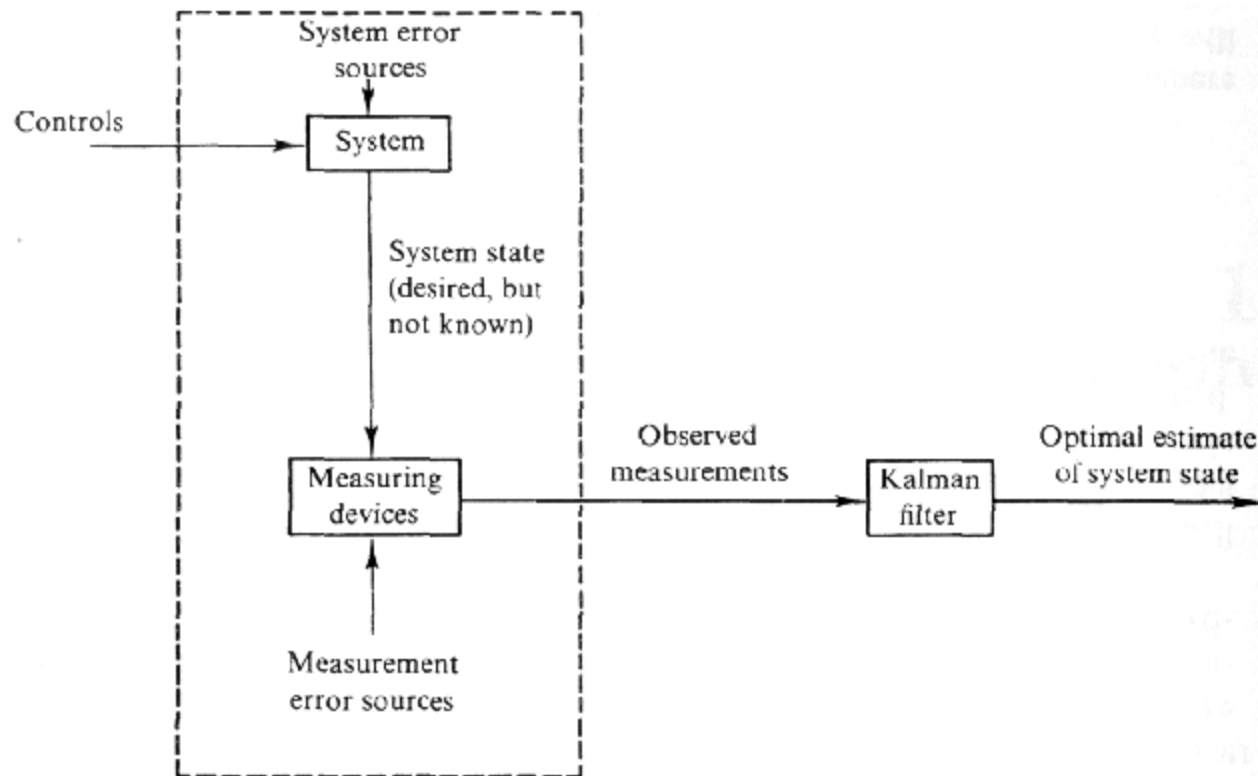 System error
sources
Controls
System
System state
(desired, but
not known)
Observed
measurements
Optimal estimate
of system state
Measuring
devices
Kalman
filter
Measurement
error sources